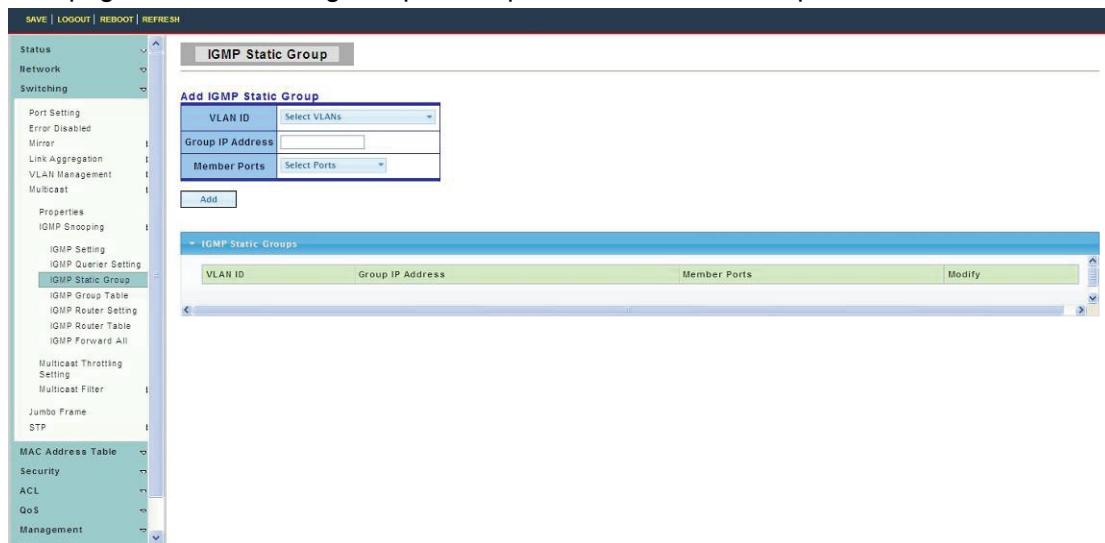 SAVE | LOGOUT | REBOOT | REFRESH
Status
Network
Switching
Port Setting
Error Disabled
Mirror
Link Aggregation
VLAN Management
Multicast
Properties
IGMP Snooping
IGMP Setting
IGMP Querier Setting
IGMP Static Group
IGMP Group Table
IGMP Router Setting
IGMP Router Table
IGMP Forward All
Multicast Throttling
Setting
Multicast Filter
Jumbo Frame
STP
MAC Address Table
Security
ACL
QoS
Management
IGMP Static Group
Add IGMP Static Group
VLAN ID Select VLANs
Group IP Address
Member Ports Select Ports
Add
IGMP Static Groups
VLAN ID Group IP Address Member Ports Modify